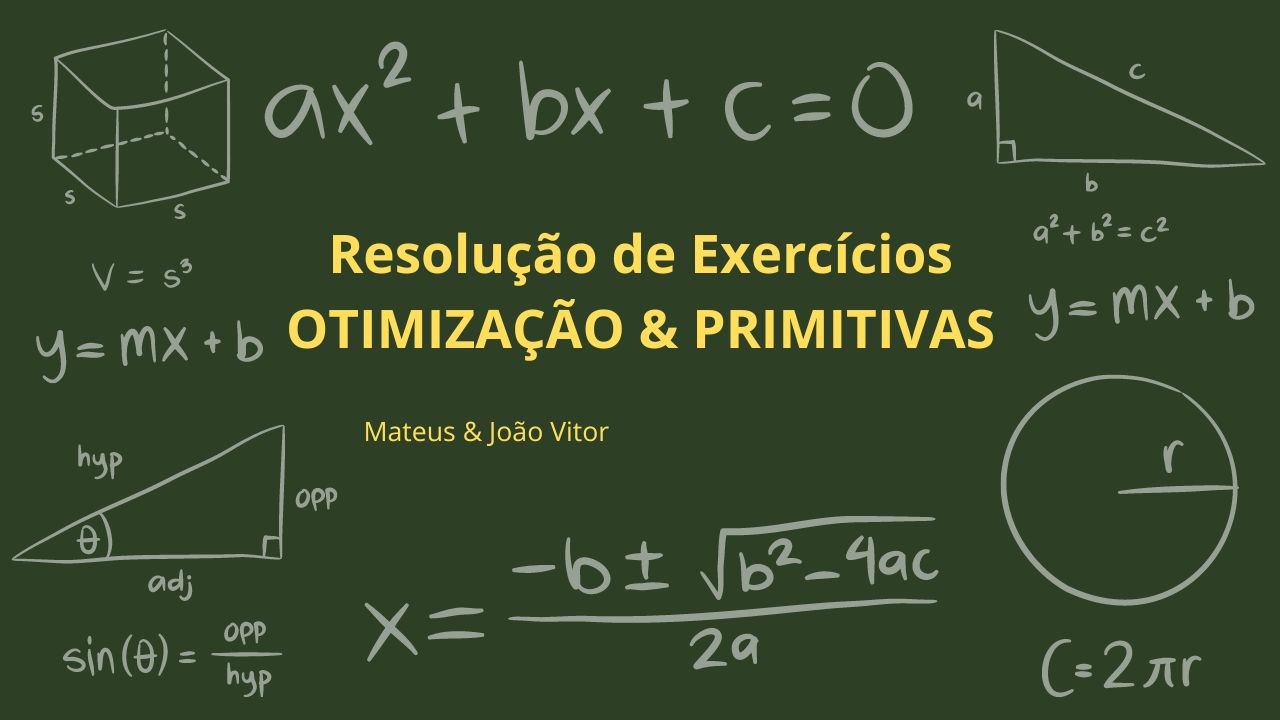 ax² + bx + c = 0
s
s
s
V = s³
y = mx + b
a
c
b
a² + b² = c²
y = mx + b
Resolução de Exercícios
OTIMIZAÇÃO & PRIMITIVAS
Mateus & João Vitor
hyp
opp
θ
adj
sin(θ) = opp/hyp
x = -b ± √b² - 4ac
2a
r
C = 2πr